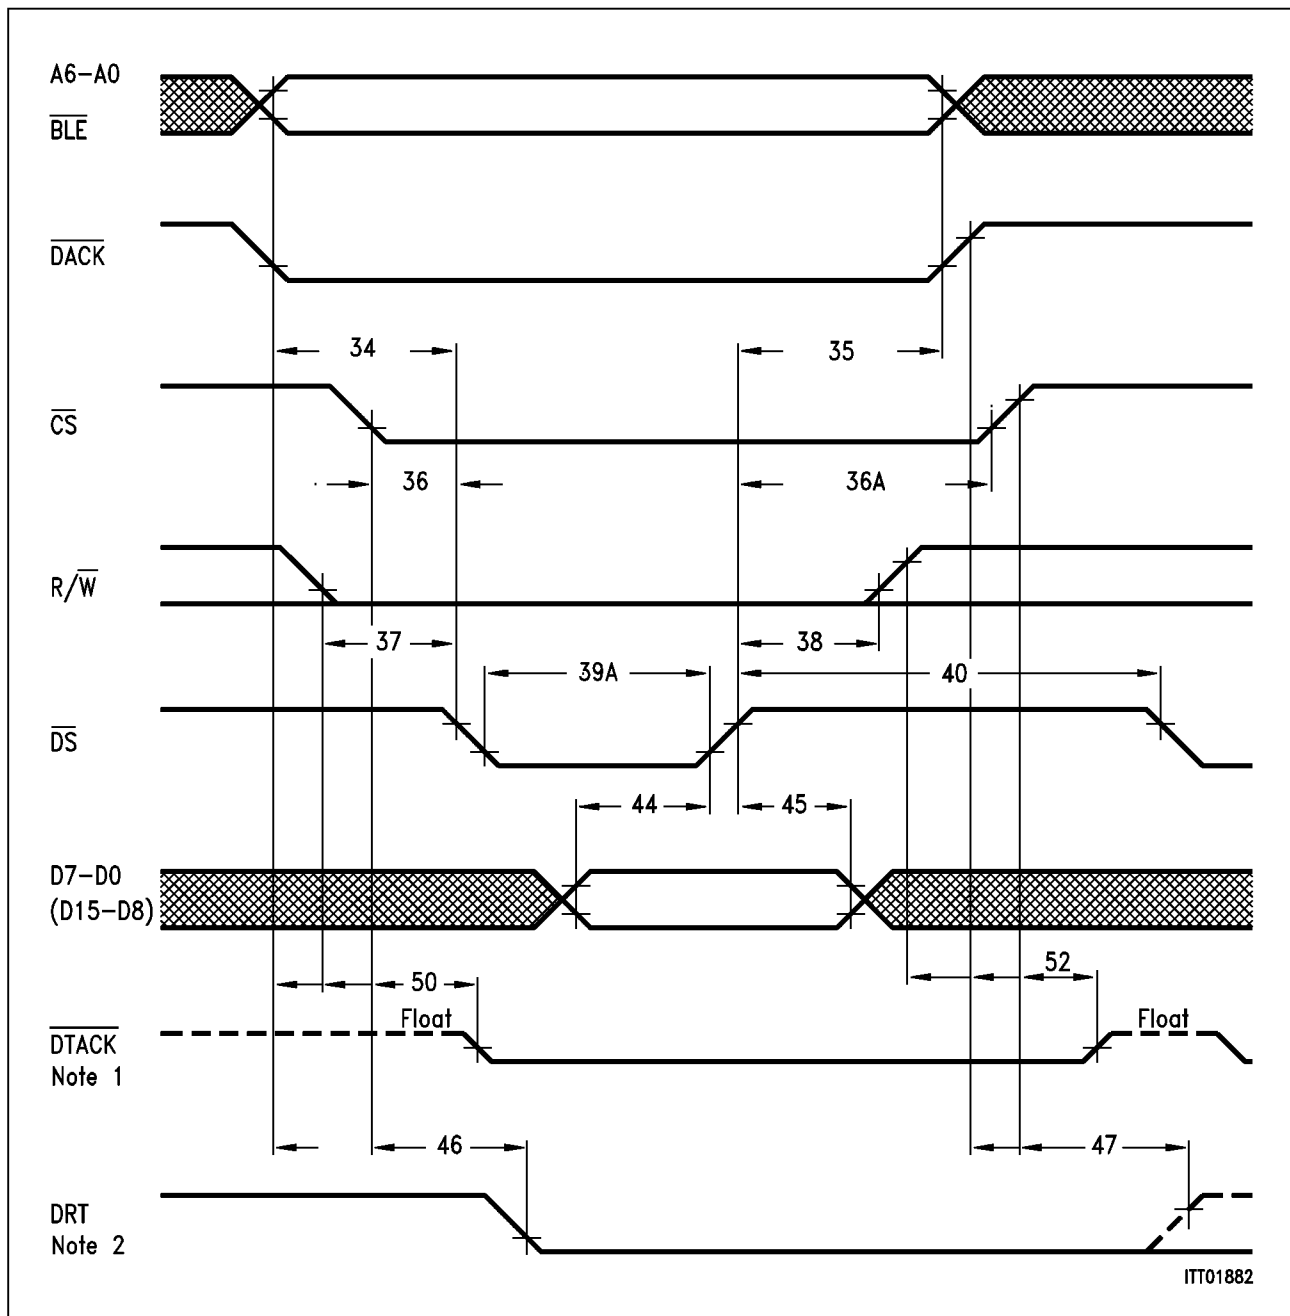 A6-A0
BLE
DACK
34
35
CS
36
36A
R/W
37
38
39A
40
DS
44
45
D7-D0
(D15-D8)
50
52
Float
Float
DTACK
Note 1
46
47
DRT
Note 2
ITT01882